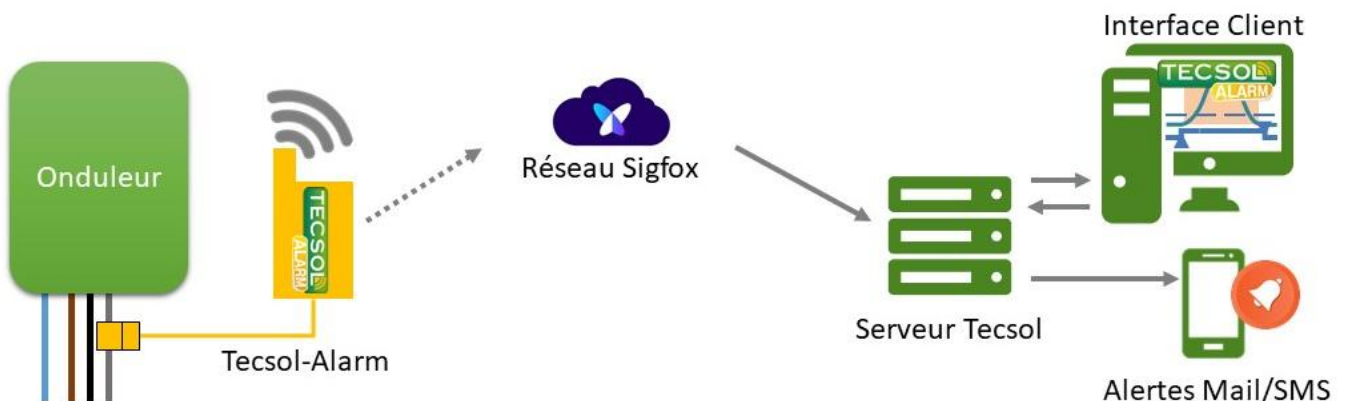 Interface Client
TECSOL
ALARM
Onduleur
Réseau Sigfox
TECSOL
ALARM
Serveur Tecsol
Tecsol-Alarm
Alertes Mail/SMS